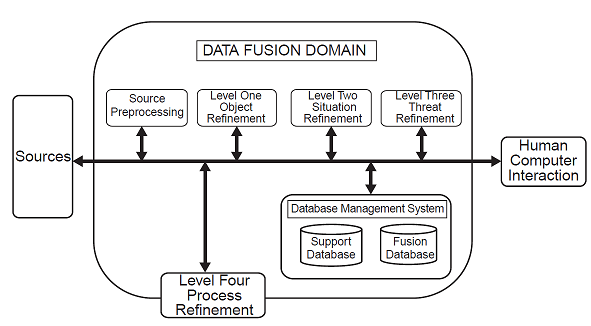 DATA FUSION DOMAIN
Source
Preprocessing
Level One
Object
Refinement
Level Two
Situation
Refinement
Level Three
Threat
Refinement
Sources
Human
Computer
Interaction
Database Management System
Support
Database
Fusion
Database
Level Four
Process
Refinement